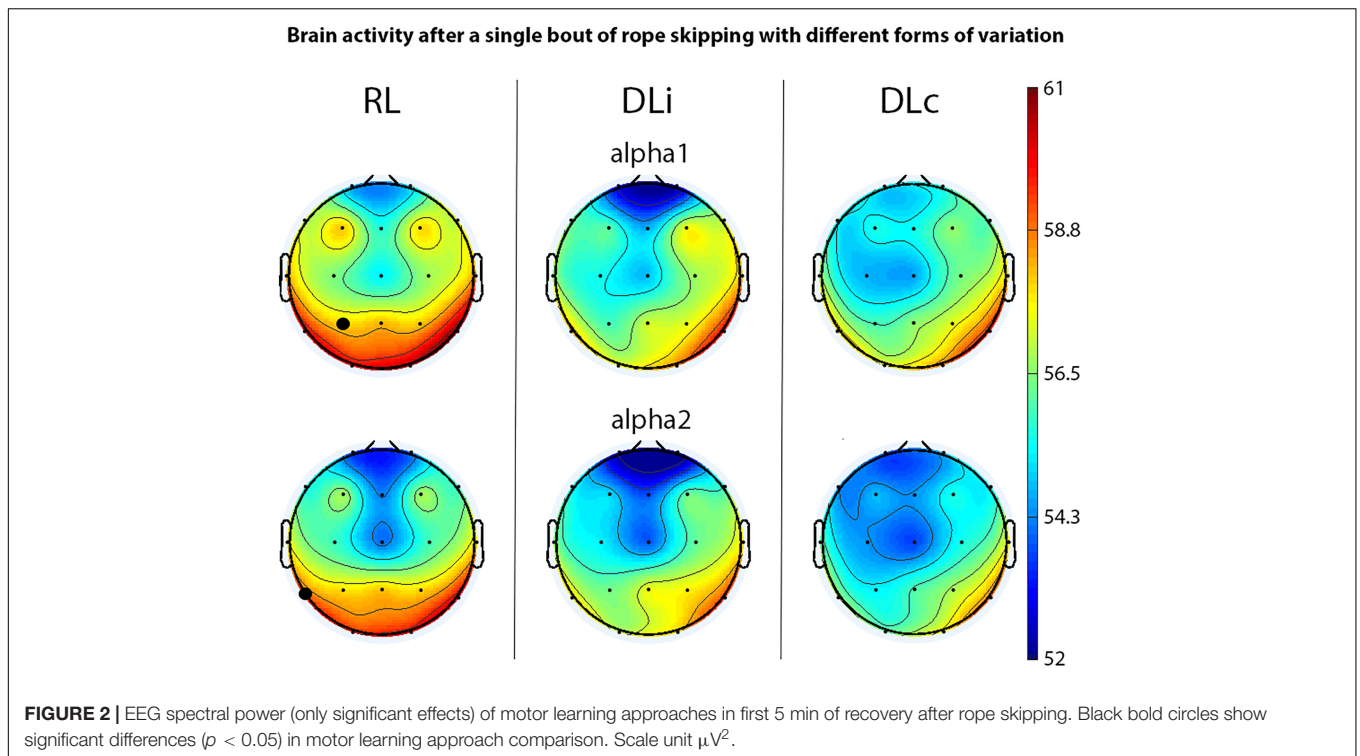 Brain activity after a single bout of rope skipping with different forms of variation
RL
DLi
DLc
alpha1
alpha2
61
58.8
56.5
54.3
52
FIGURE 2 | EEG spectral power (only significant effects) of motor learning approaches in first 5 min of recovery after rope skipping. Black bold circles show
significant differences (p < 0.05) in motor learning approach comparison. Scale unit μV².